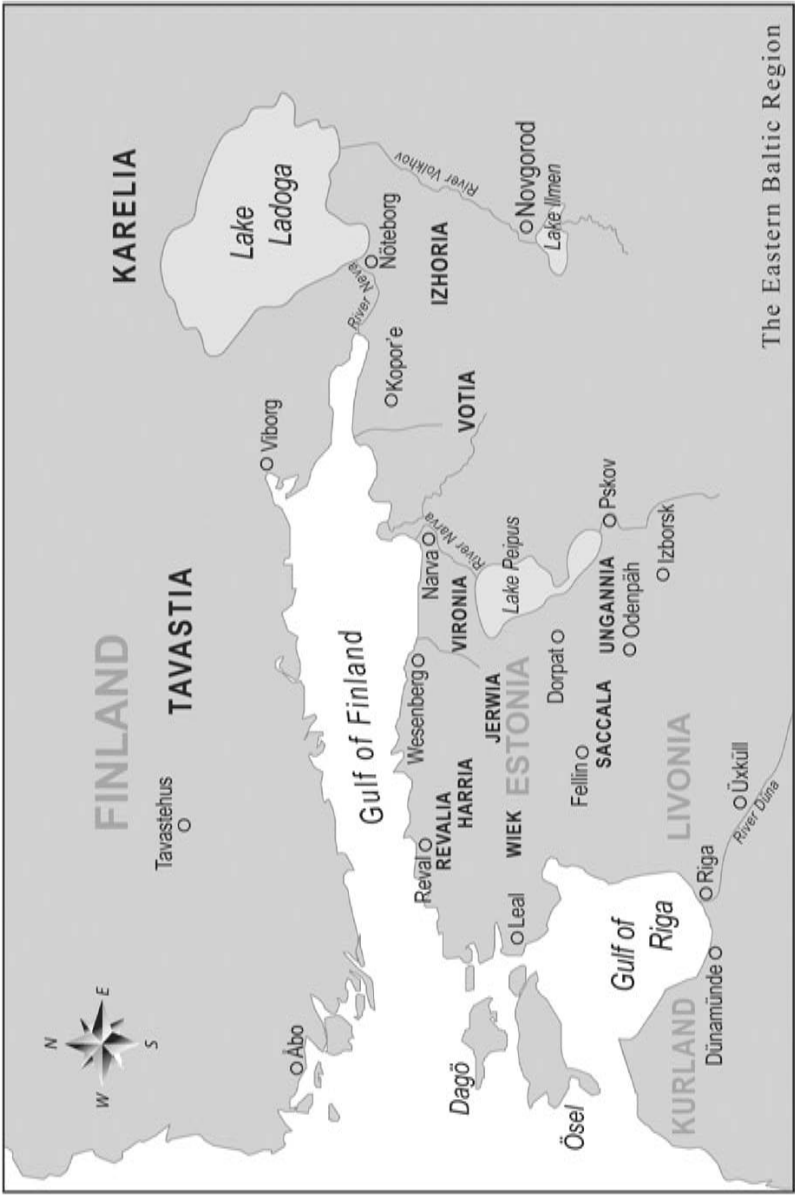 KARELIA
FINLAND
TAVASTIA
Tavastehus
N
W
E
S
Åbo
Viborg
Lake
Ladoga
River Neva
Nöteborg
River Volkhov
Kopor'e
IZHORIA
Novgorod
Lake Ilmen
VOTIA
Gulf of Finland
Narva
River Narva
VIRONIA
Lake Peipus
Wesenberg
JERWIA
ESTONIA
Reval
REVALIA
HARRIA
WIEK
Leal
Dorpat
Fellin
SACCALA
UNGANNIA
Odenpäh
Pskov
Izborsk
Dagö
Ösel
Gulf of
Riga
LIVONIA
Riga
Üxküll
River Düna
Dünamünde
KURLAND
The Eastern Baltic Region